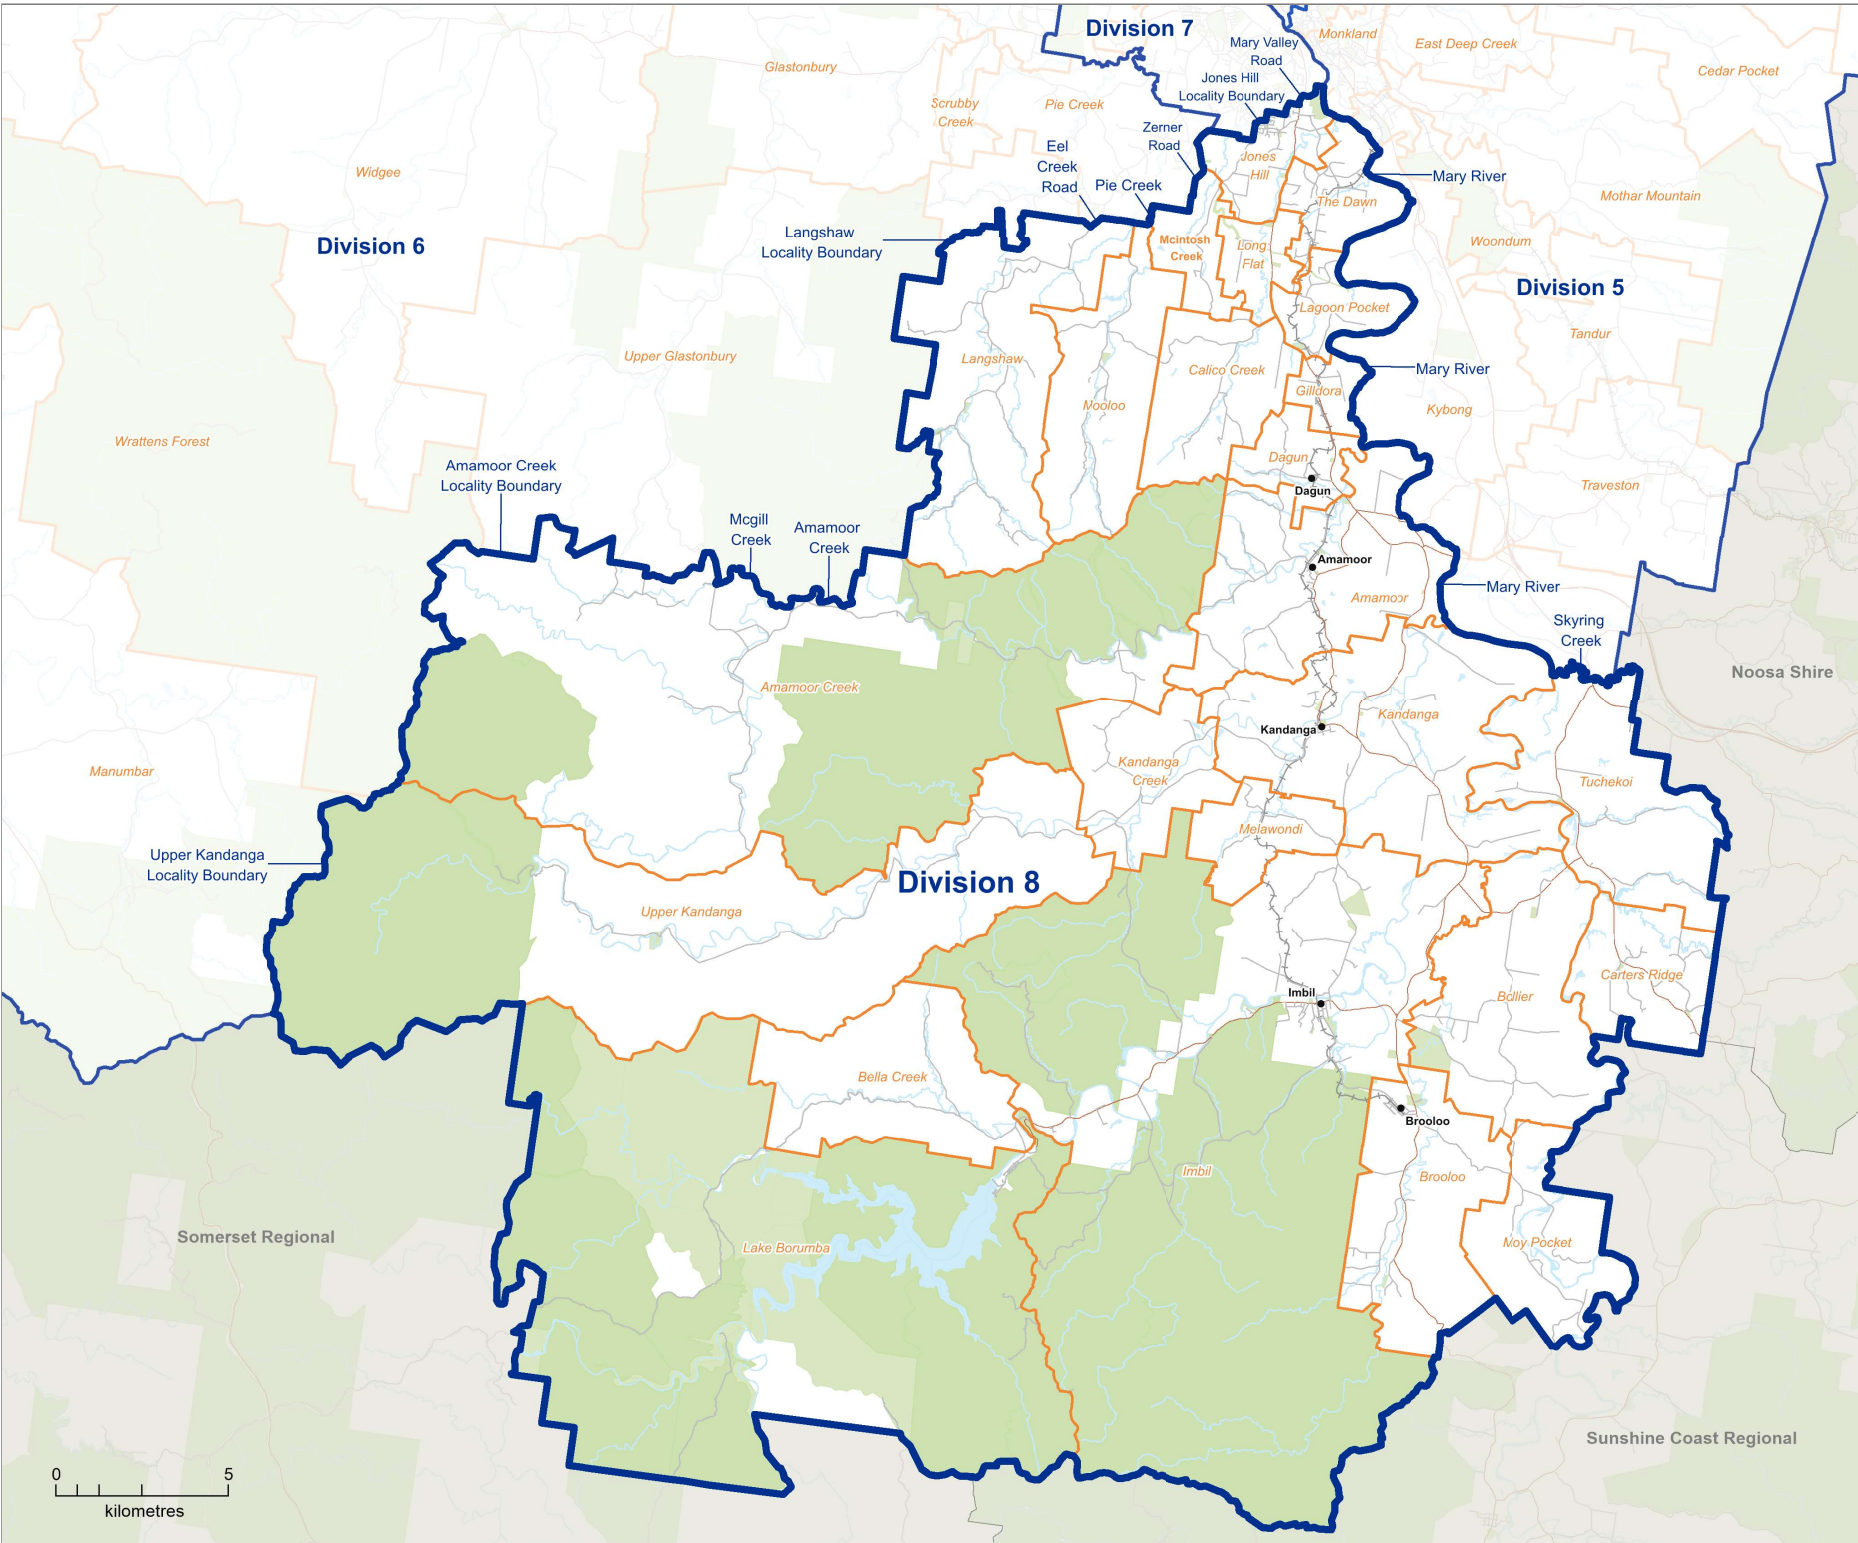 Division 7
Mary Valley
Road
Monkland
East Deep Creek
Cedar Pocket
Glastonbury
Jones Hill
Locality Boundary
Scrubby
Creek
Pie Creek
Zerner
Road
Eel
Creek
Road
Pie Creek
Jones
Hill
Mary River
Widgee
The Dawn
Mothar Mountain
Langshaw
Locality Boundary
Division 6
Mcintosh
Creek
Long
Flat
Woondum
Division 5
Lagoon Pocket
Tandur
Upper Glastonbury
Langshaw
Calico Creek
Mary River
Gilldora
Nooloo
Kybong
Wrattens Forest
Dagun
Dagun
Traveston
Amamoor Creek
Locality Boundary
Mcgill
Creek
Amamoor
Creek
Amamoor
Amamoor
Mary River
Skyring
Creek
Noosa Shire
Amamoor Creek
Kandanga
Kandanga
Manumbar
Kandanga
Creek
Tuchekoi
Melawondi
Upper Kandanga
Locality Boundary
Division 8
Upper Kandanga
Carters Ridge
Imbil
Bollier
Bella Creek
Brooloo
Imbil
Brooloo
Somerset Regional
Lake Borumba
Moy Pocket
Sunshine Coast Regional
0 5
kilometres